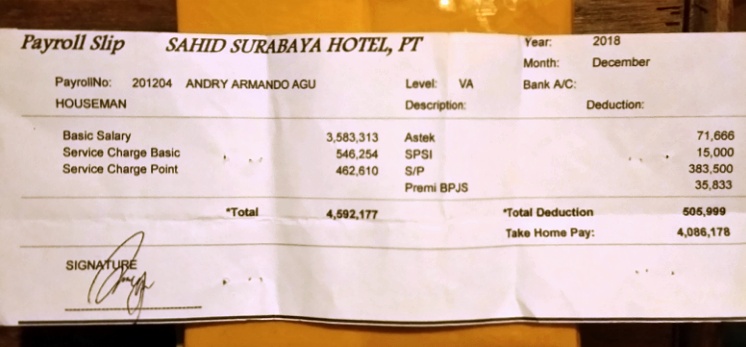 Payroll Slip SAHID SURABAYA HOTEL, PT Year: 2018
Month: December
PayrollNo: 201204 ANDRY ARMANDO AGU Level: VA Bank A/C:
HOUSEMAN Description: Deduction:
Basic Salary 3,583,313 Astek 71,666
Service Charge Basic 546,254 SPSI 15,000
Service Charge Point 462,610 S/P 383,500
Premi BPJS 35,833
*Total 4,592,177 *Total Deduction 505,999
Take Home Pay: 4,086,178
SIGNATURE